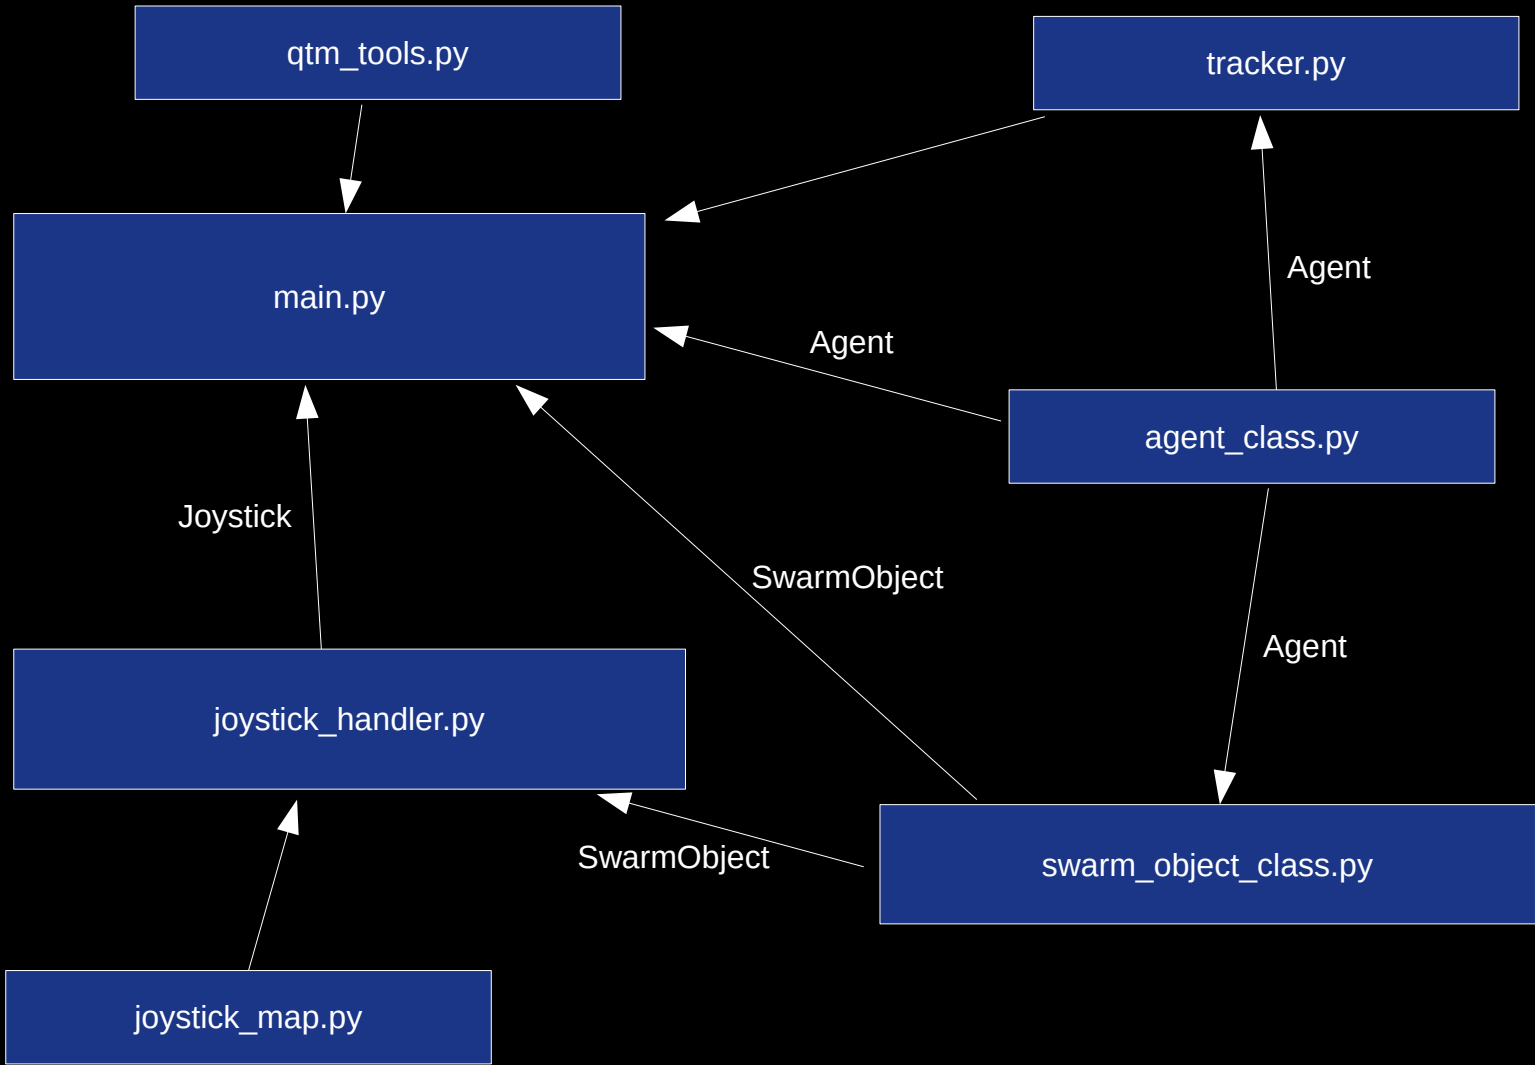 qtm_tools.py
tracker.py
main.py
Agent
Agent
agent_class.py
Joystick
SwarmObject
Agent
joystick_handler.py
SwarmObject
swarm_object_class.py
joystick_map.py